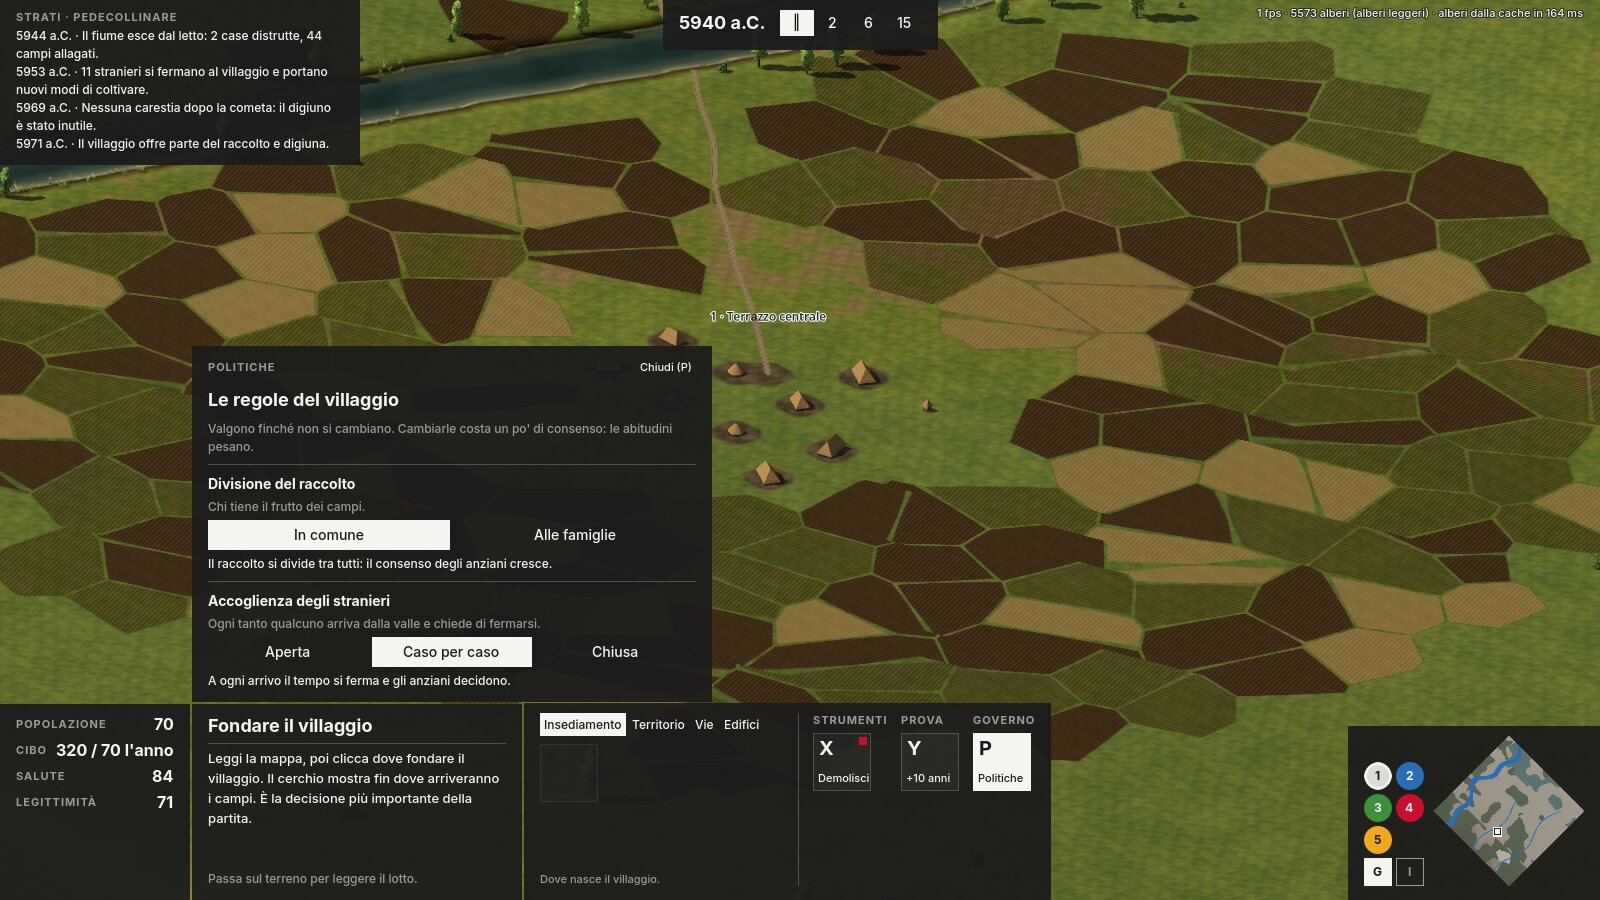 STRATI · PEDECOLLINARE
5944 a.C. · Il fiume esce dal letto: 2 case distrutte, 44
campi allagati.
5953 a.C. · 11 stranieri si fermano al villaggio e portano
nuovi modi di coltivare.
5969 a.C. · Nessuna carestia dopo la cometa: il digiuno
è stato inutile.
5971 a.C. · Il villaggio offre parte del raccolto e digiuna.
5940 a.C. ‖ 2 6 15
1 fps · 5573 alberi (alberi leggeri) · alberi dalla cache in 164 ms
1 · Terrazzo centrale
POLITICHE
Chiudi (P)
Le regole del villaggio
Valgono finché non si cambiano. Cambiarle costa un po' di consenso: le abitudini
pesano.
Divisione del raccolto
Chi tiene il frutto dei campi.
In comune Alle famiglie
Il raccolto si divide tra tutti: il consenso degli anziani cresce.
Accoglienza degli stranieri
Ogni tanto qualcuno arriva dalla valle e chiede di fermarsi.
Aperta Caso per caso Chiusa
A ogni arrivo il tempo si ferma e gli anziani decidono.
POPOLAZIONE 70
CIBO 320 / 70 l'anno
SALUTE 84
LEGITTIMITÀ 71
Fondare il villaggio
Leggi la mappa, poi clicca dove fondare il
villaggio. Il cerchio mostra fin dove arriveranno
i campi. È la decisione più importante della
partita.
Passa sul terreno per leggere il lotto.
Insediamento Territorio Vie Edifici
Dove nasce il villaggio.
STRUMENTI
X
Demolisci
PROVA
Y
+10 anni
GOVERNO
P
Politiche
1 2
3 4
5
G I